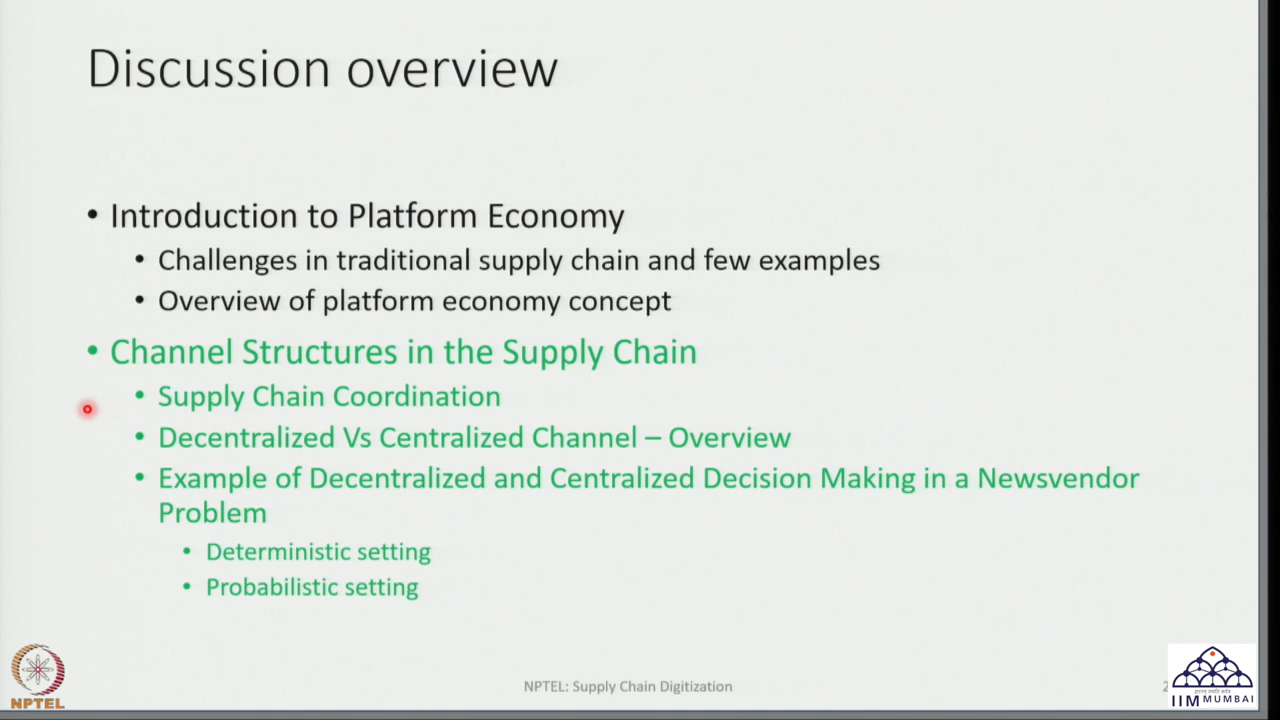 Discussion overview
• Introduction to Platform Economy
• Challenges in traditional supply chain and few examples
• Overview of platform economy concept
• Channel Structures in the Supply Chain
• Supply Chain Coordination
• Decentralized Vs Centralized Channel – Overview
• Example of Decentralized and Centralized Decision Making in a Newsvendor
Problem
• Deterministic setting
• Probabilistic setting
NPTEL
NPTEL: Supply Chain Digitization
2
IIM MUMBAI